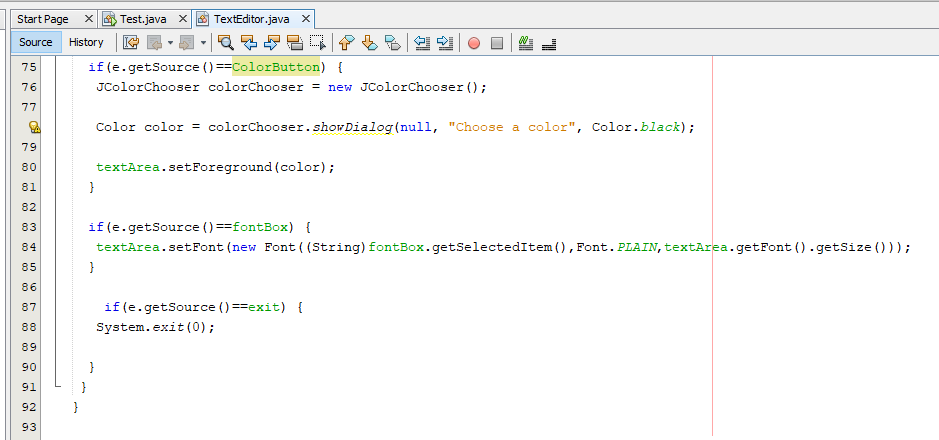 Start Page Test.java TextEditor.java
Source History
75 if(e.getSource()==ColorButton) {
76 JColorChooser colorChooser = new JColorChooser();
77
Color color = colorChooser.showDialog(null, "Choose a color", Color.black);
79
80 textArea.setForeground(color);
81 }
82
83 if(e.getSource()==fontBox) {
84 textArea.setFont(new Font((String)fontBox.getSelectedItem(),Font.PLAIN,textArea.getFont().getSize()));
85 }
86
87 if(e.getSource()==exit) {
88 System.exit(0);
89
90 }
91 }
92 }
93